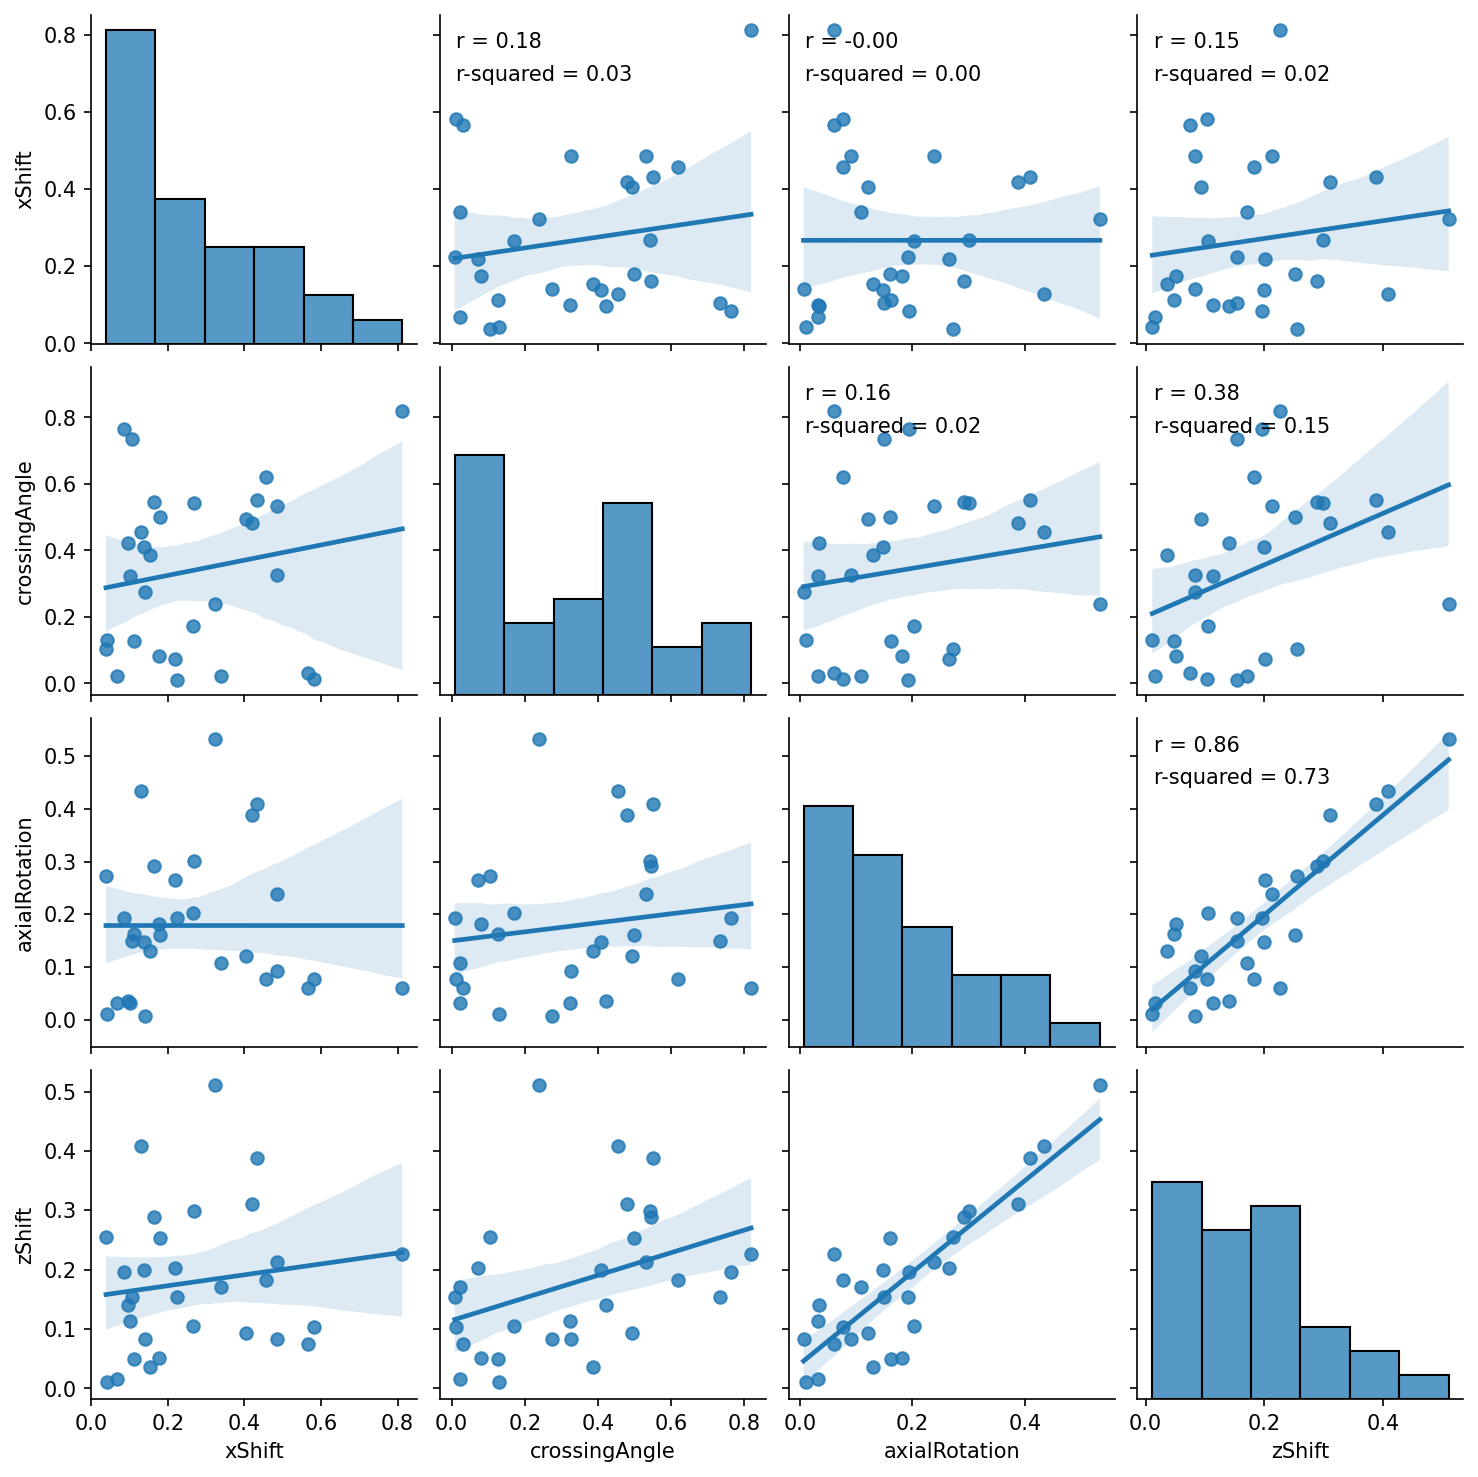 0.8
0.6
0.4
0.2
0.0
xShift
r = 0.18
r-squared = 0.03
r = -0.00
r-squared = 0.00
r = 0.15
r-squared = 0.02
0.8
0.6
0.4
0.2
0.0
crossingAngle
r = 0.16
r-squared = 0.02
r = 0.38
r-squared = 0.15
0.5
0.4
0.3
0.2
0.1
0.0
axialRotation
r = 0.86
r-squared = 0.73
0.5
0.4
0.3
0.2
0.1
0.0
zShift
0.0 0.2 0.4 0.6 0.8
xShift
0.0 0.2 0.4 0.6 0.8
crossingAngle
0.0 0.2 0.4
axialRotation
0.0 0.2 0.4
zShift